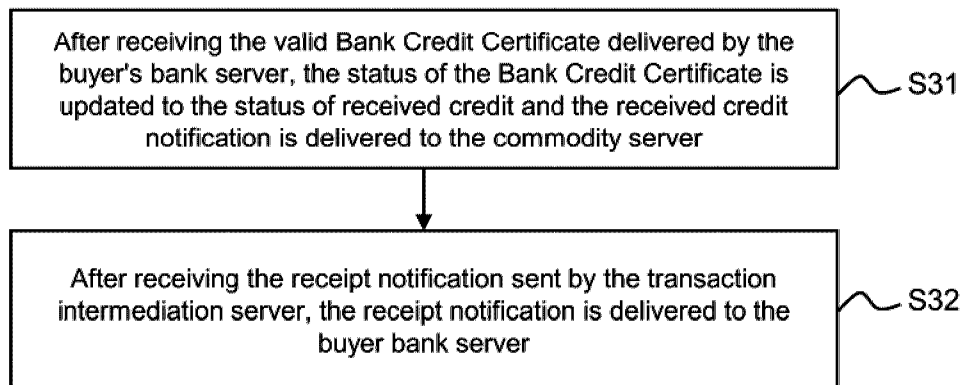 After receiving the valid Bank Credit Certificate delivered by the
buyer's bank server, the status of the Bank Credit Certificate is
updated to the status of received credit and the received credit
notification is delivered to the commodity server
S31
After receiving the receipt notification sent by the transaction
intermediation server, the receipt notification is delivered to the
buyer bank server
S32